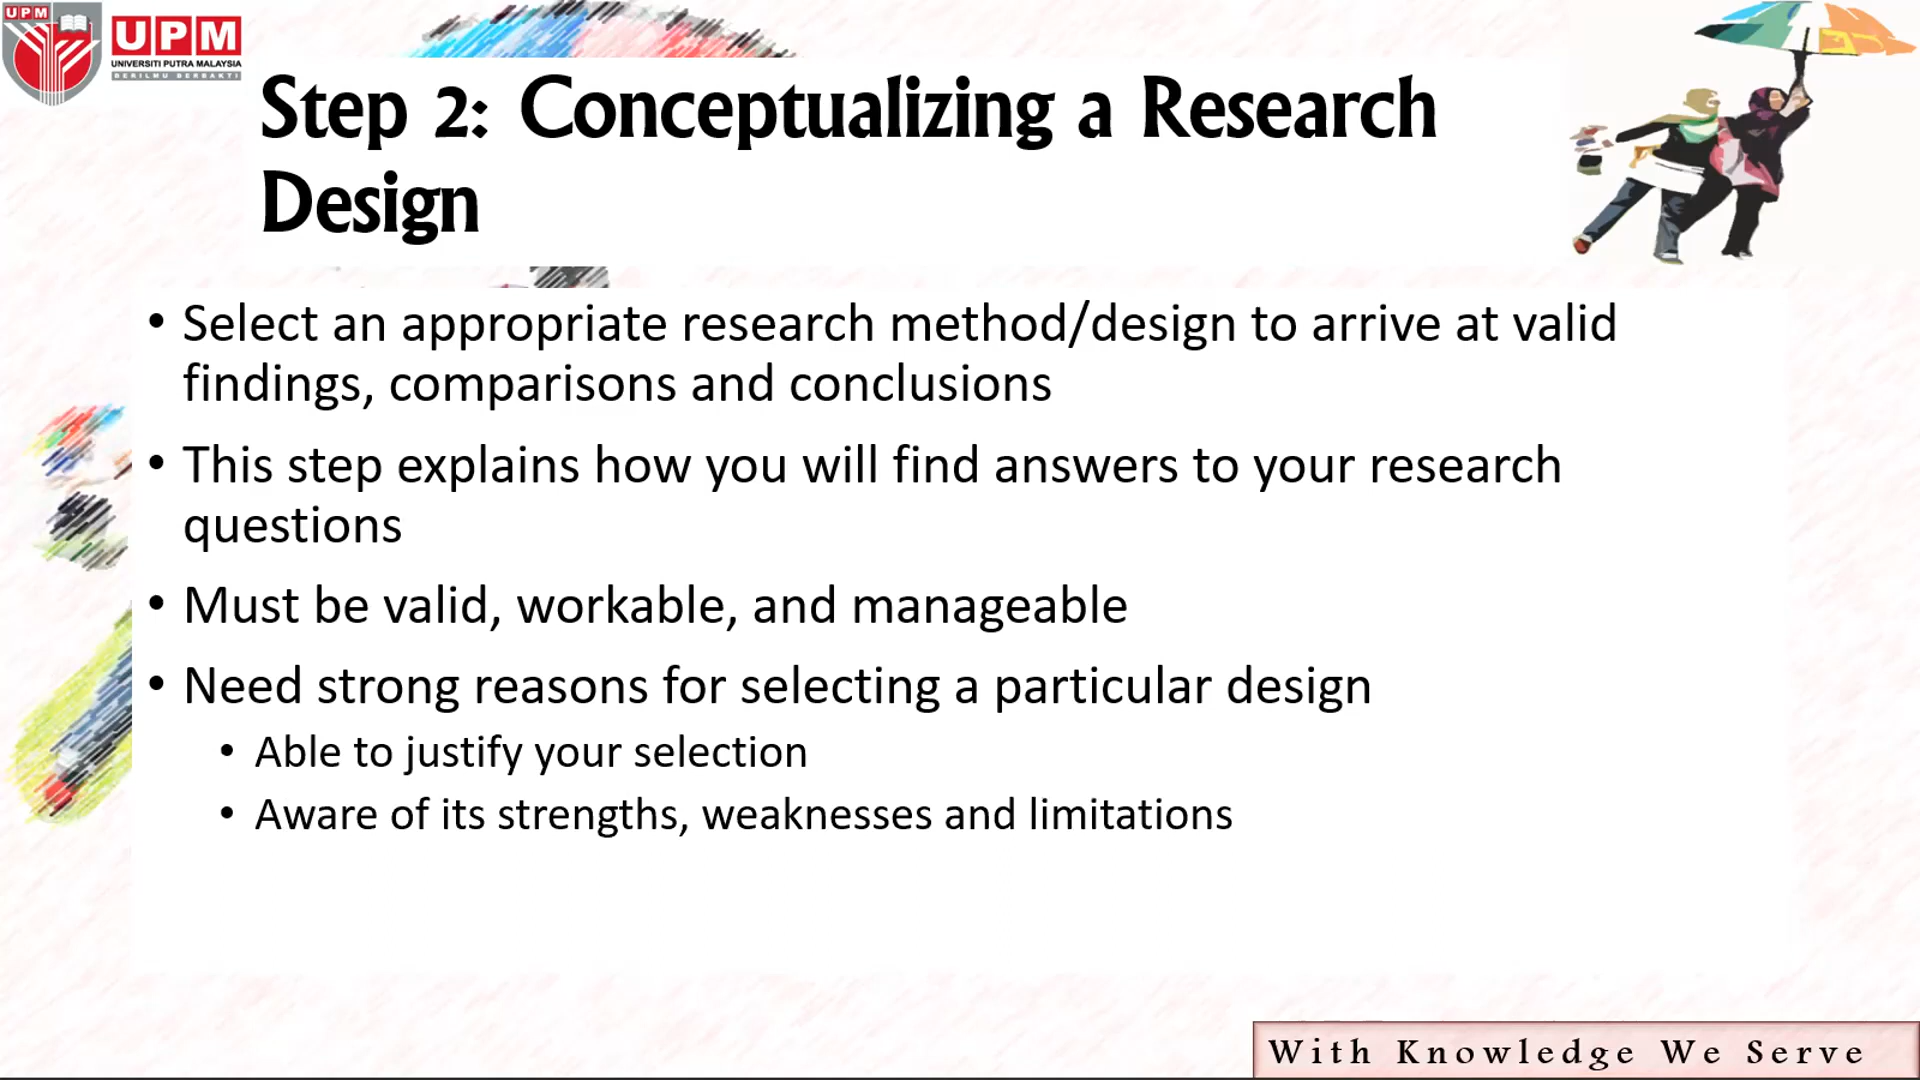 UPM
UPM
UNIVERSITI PUTRA MALAYSIA
BERILMU BERBAKTI
Step 2: Conceptualizing a Research
Design
• Select an appropriate research method/design to arrive at valid
findings, comparisons and conclusions
• This step explains how you will find answers to your research
questions
• Must be valid, workable, and manageable
• Need strong reasons for selecting a particular design
• Able to justify your selection
• Aware of its strengths, weaknesses and limitations
With Knowledge We Serve